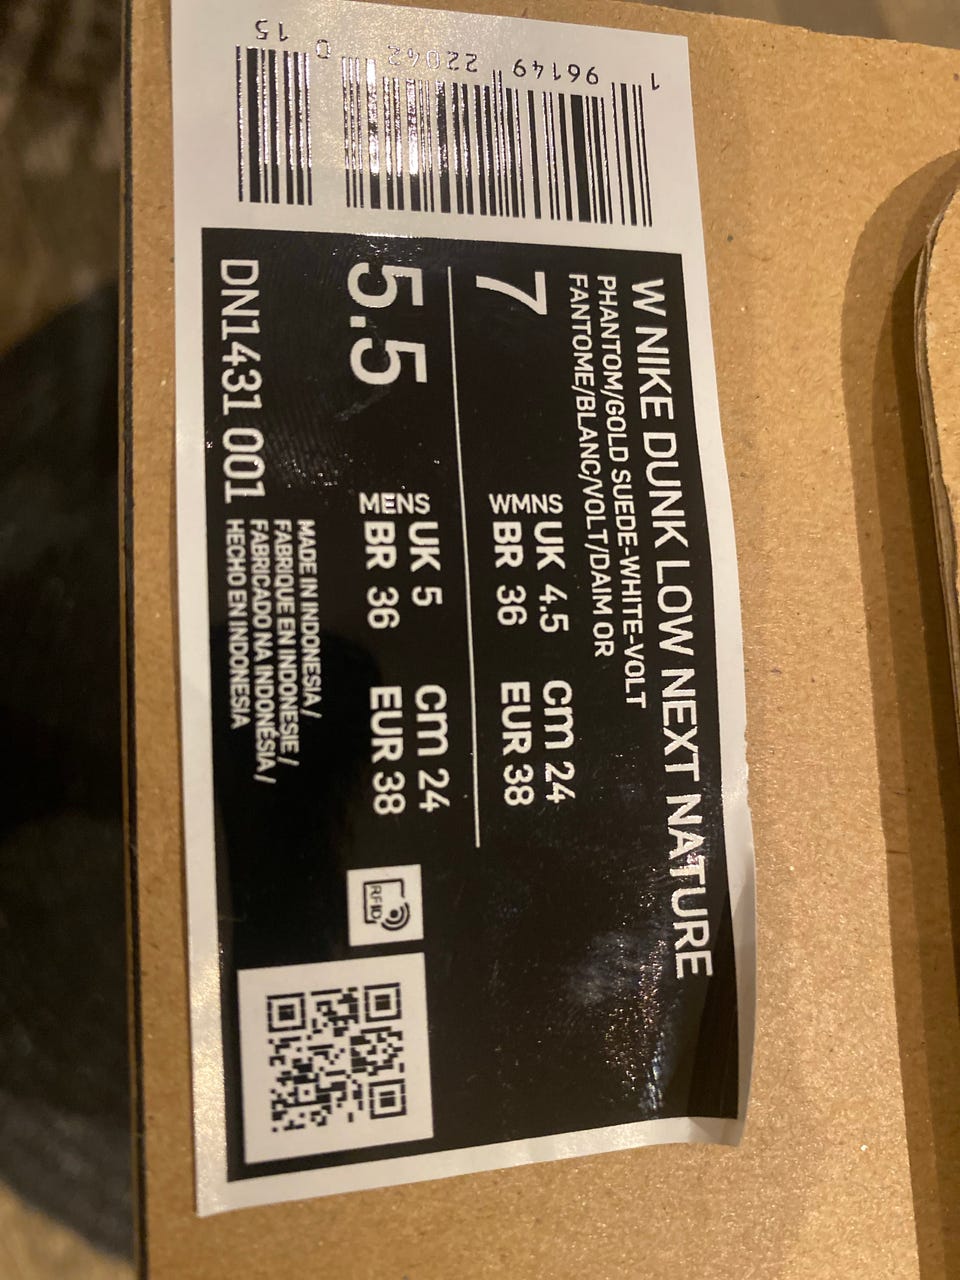 W NIKE DUNK LOW NEXT NATURE
PHANTOM/GOLD SUEDE-WHITE-VOLT
FANTOME/BLANC/VOLT/DAIM OR
7
WMNS
UK 4.5 cm 24
BR 36 EUR 38
5.5
MENS
UK 5 cm 24
BR 36 EUR 38
DN1431 001
MADE IN INDONESIA /
FABRIQUE EN INDONESIE /
FABRICADO NA INDONÉSIA /
HECHO EN INDONESIA
RFID
1 96149 22042 0 15